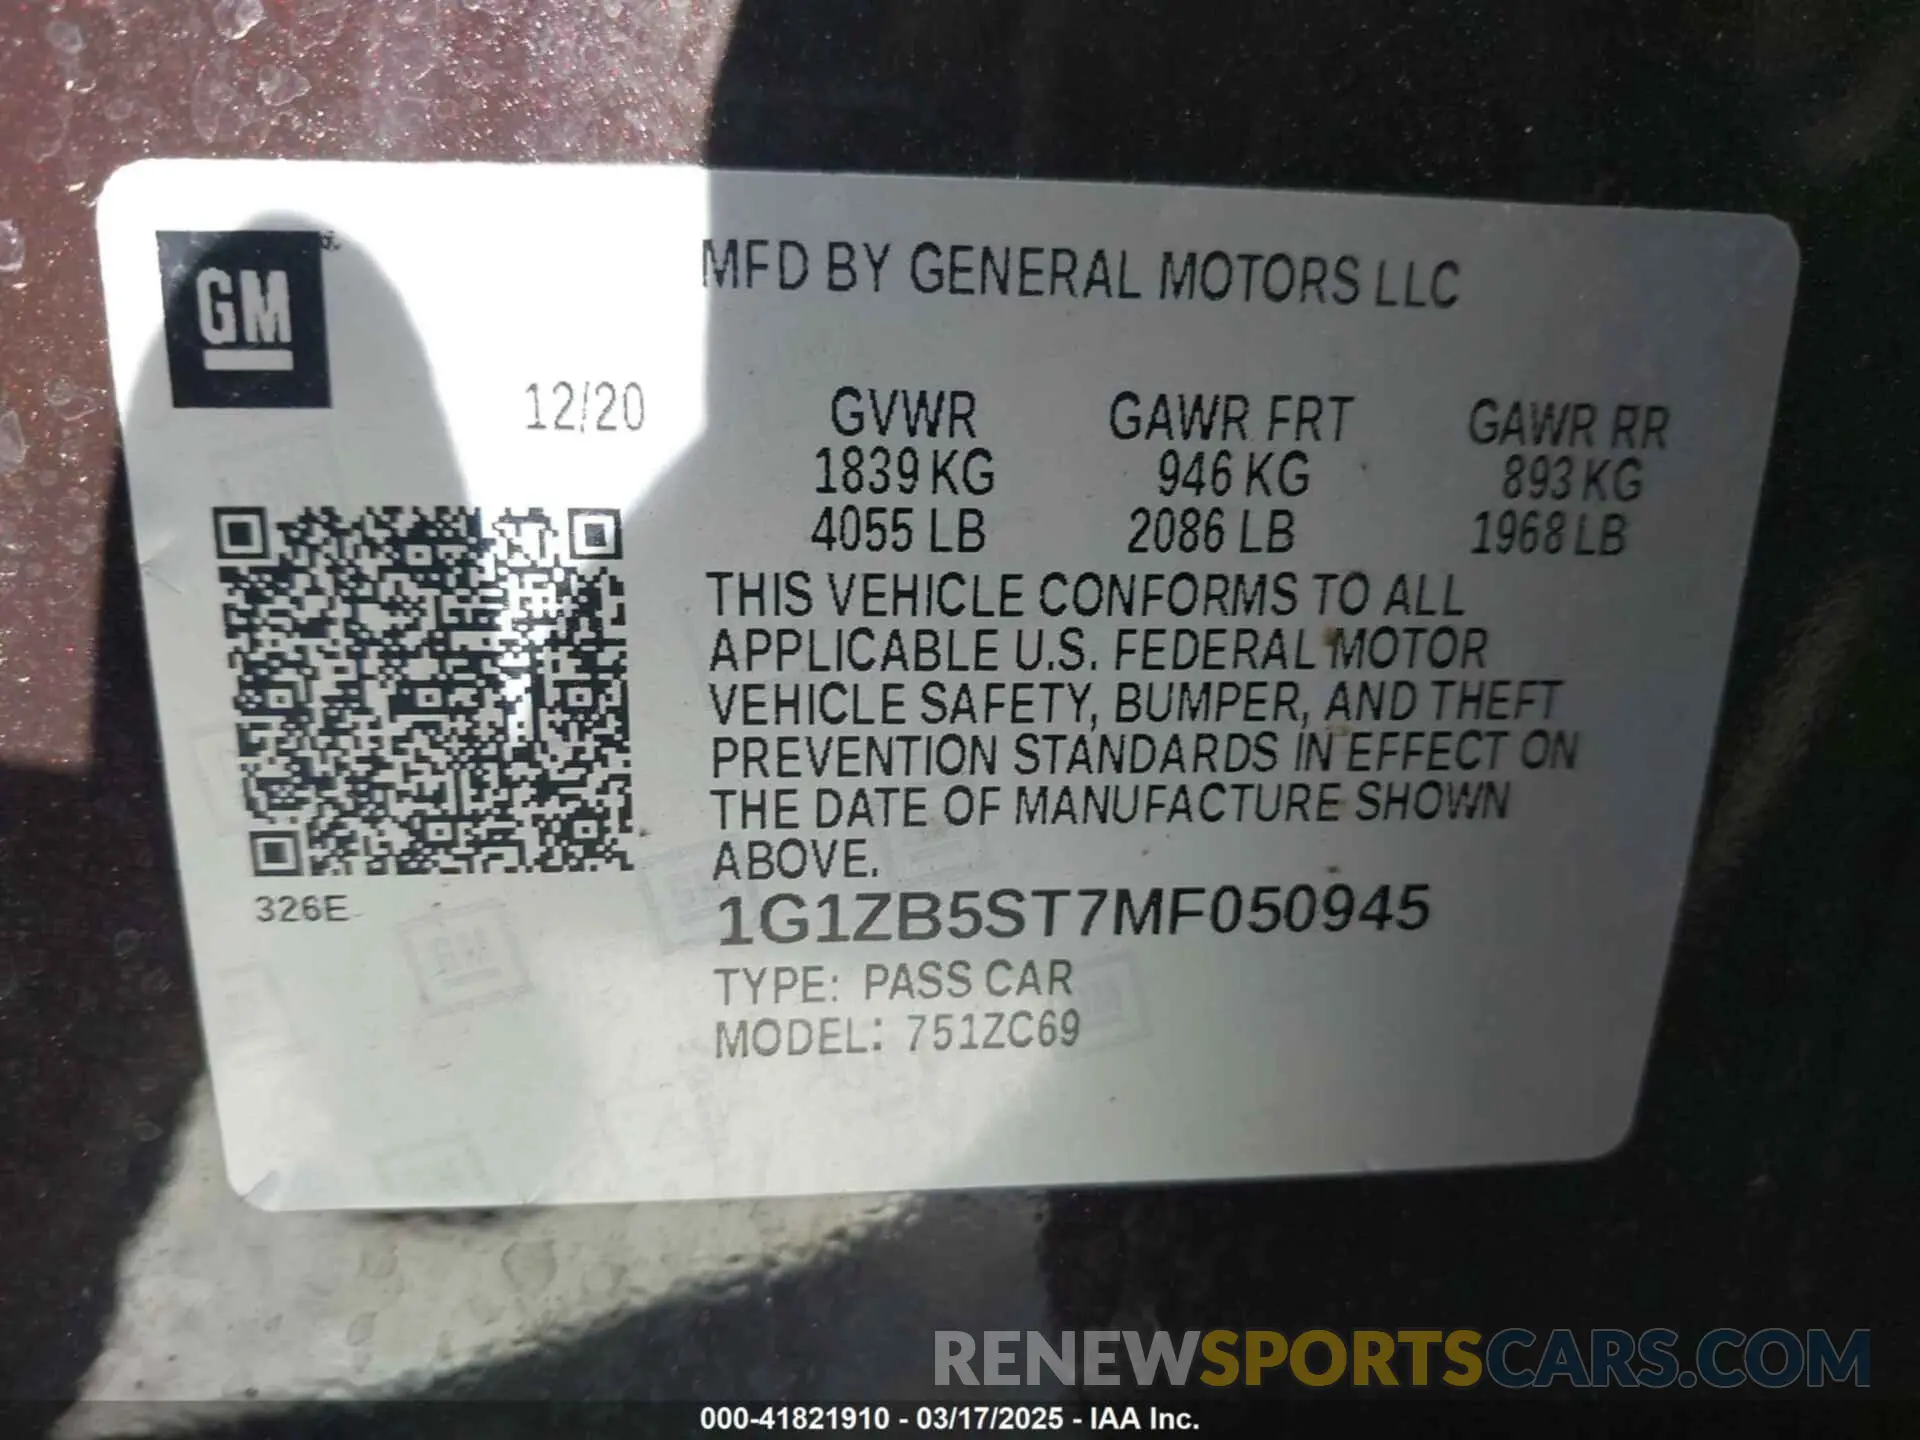 GM
MFD BY GENERAL MOTORS LLC
12/20
GVWR GAWR FRT GAWR RR
1839 KG 946 KG 893 KG
4055 LB 2086 LB 1968 LB
THIS VEHICLE CONFORMS TO ALL
APPLICABLE U.S. FEDERAL MOTOR
VEHICLE SAFETY, BUMPER, AND THEFT
PREVENTION STANDARDS IN EFFECT ON
THE DATE OF MANUFACTURE SHOWN
ABOVE.
326E
1G1ZB5ST7MF050945
TYPE: PASS CAR
MODEL: 751ZC69
RENEWSPORTSCARS.COM
000-41821910 - 03/17/2025 - IAA Inc.